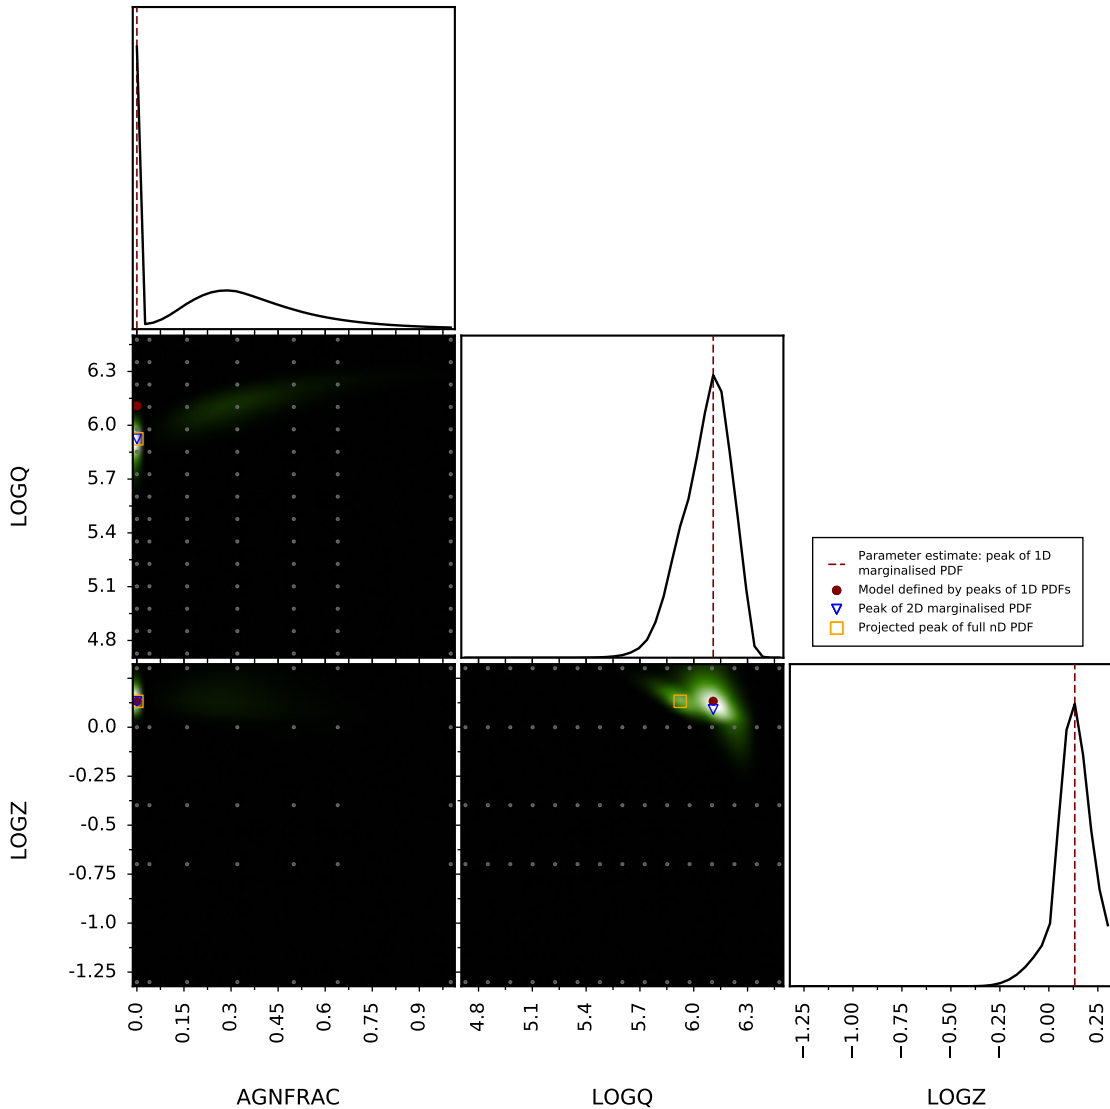 6.3
6.0
5.7
5.4
5.1
4.8
LOGQ
Parameter estimate: peak of 1D
marginalised PDF
Model defined by peaks of 1D PDFs
Peak of 2D marginalised PDF
Projected peak of full nD PDF
0.0
-0.25
-0.5
-0.75
-1.0
-1.25
LOGZ
0.0 0.15 0.3 0.45 0.6 0.75 0.9
4.8 5.1 5.4 5.7 6.0 6.3
−1.25 −1.00 −0.75 −0.50 −0.25 0.00 0.25
AGNFRAC
LOGQ
LOGZ